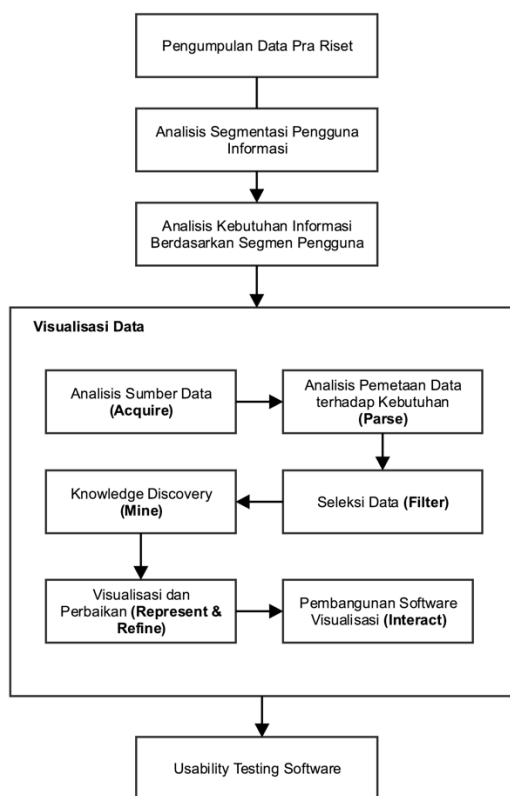 Pengumpulan Data Pra Riset
Analisis Segmentasi Pengguna
Informasi
Analisis Kebutuhan Informasi
Berdasarkan Segmen Pengguna
Visualisasi Data
Analisis Sumber Data
(Acquire)
Analisis Pemetaan Data
terhadap Kebutuhan
(Parse)
Seleksi Data (Filter)
Knowledge Discovery
(Mine)
Visualisasi dan
Perbaikan (Represent &
Refine)
Pembangunan Software
Visualisasi (Interact)
Usability Testing Software